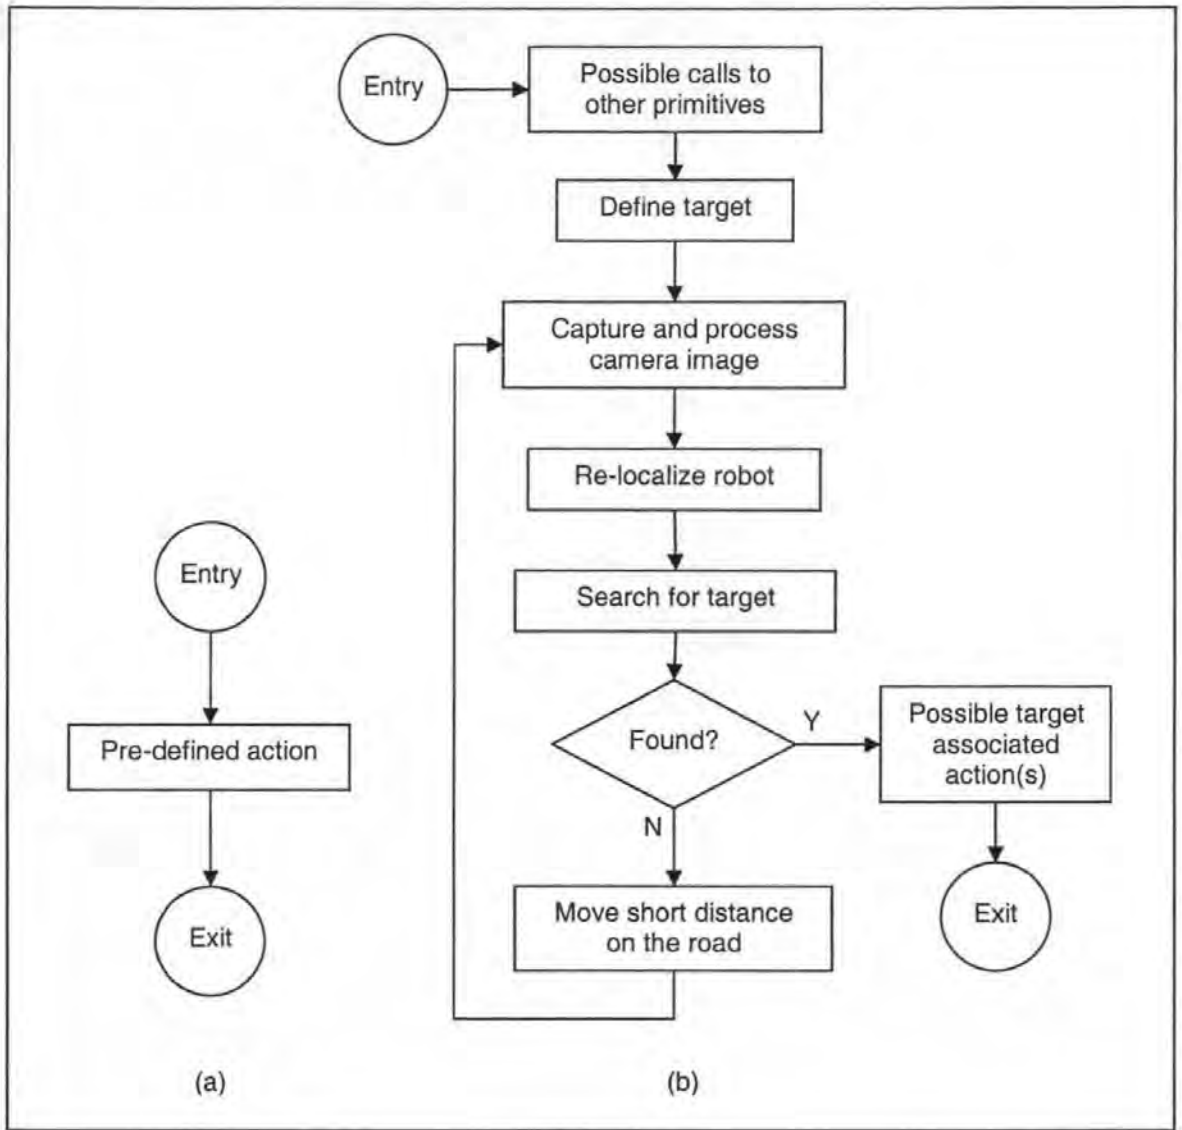 Entry
Possible calls to
other primitives
Define target
Capture and process
camera image
Re-localize robot
Search for target
Found?
Y
Possible target
associated
action(s)
N
Move short distance
on the road
Exit
Entry
Pre-defined action
Exit
(a)
(b)